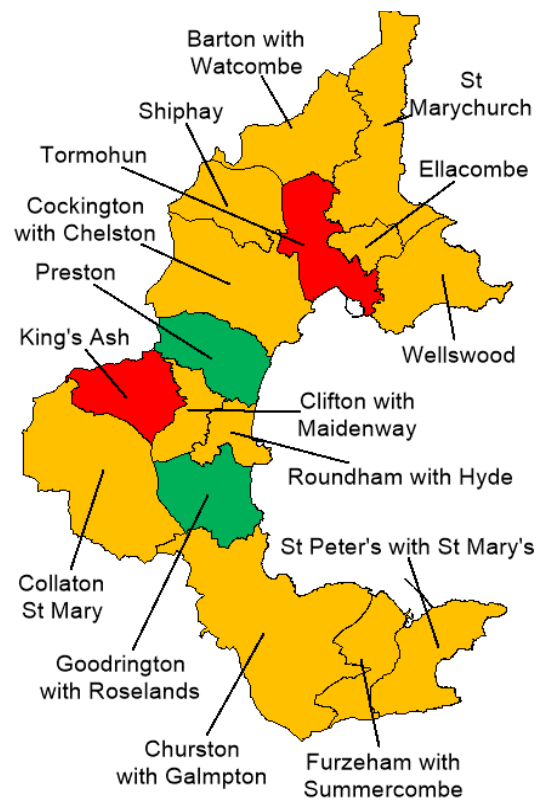 Barton with
Watcombe
St
Marychurch
Shiphay
Tormohun
Ellacombe
Cockington
with Chelston
Preston
King's Ash
Wellswood
Clifton with
Maidenway
Roundham with Hyde
St Peter's with St Mary's
Collaton
St Mary
Goodrington
with Roselands
Churston
with Galmpton
Furzeham with
Summercombe